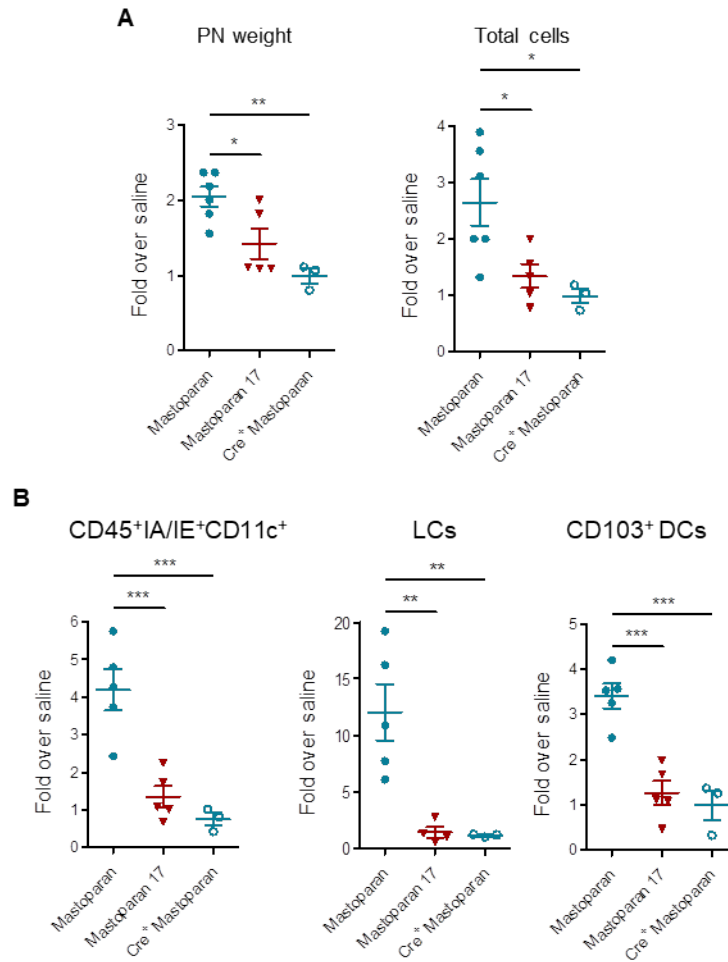 A
PN weight
Total cells
*
**
*
*
3
2
1
0
Fold over saline
Mastoparan
Mastoparan 17
Cre⁺ Mastoparan
4
3
2
1
0
Fold over saline
Mastoparan
Mastoparan 17
Cre⁺ Mastoparan
B
CD45⁺IA/IE⁺CD11c⁺
LCs
CD103⁺ DCs
***
***
6
5
4
3
2
1
0
Fold over saline
Mastoparan
Mastoparan 17
Cre⁺ Mastoparan
**
**
20
15
10
5
0
Fold over saline
Mastoparan
Mastoparan 17
Cre⁺ Mastoparan
***
***
5
4
3
2
1
0
Fold over saline
Mastoparan
Mastoparan 17
Cre⁺ Mastoparan